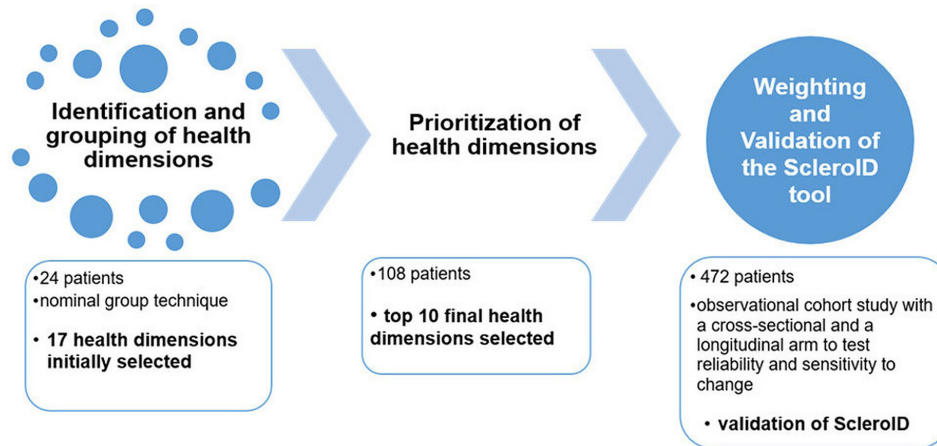 Identification and
grouping of health
dimensions
•24 patients
•nominal group technique
• 17 health dimensions
initially selected
Prioritization of
health dimensions
•108 patients
• top 10 final health
dimensions selected
Weighting
and
Validation of
the ScleroID
tool
• 472 patients
•observational cohort study with
a cross-sectional and a
longitudinal arm to test
reliability and sensitivity to
change
• validation of ScleroID